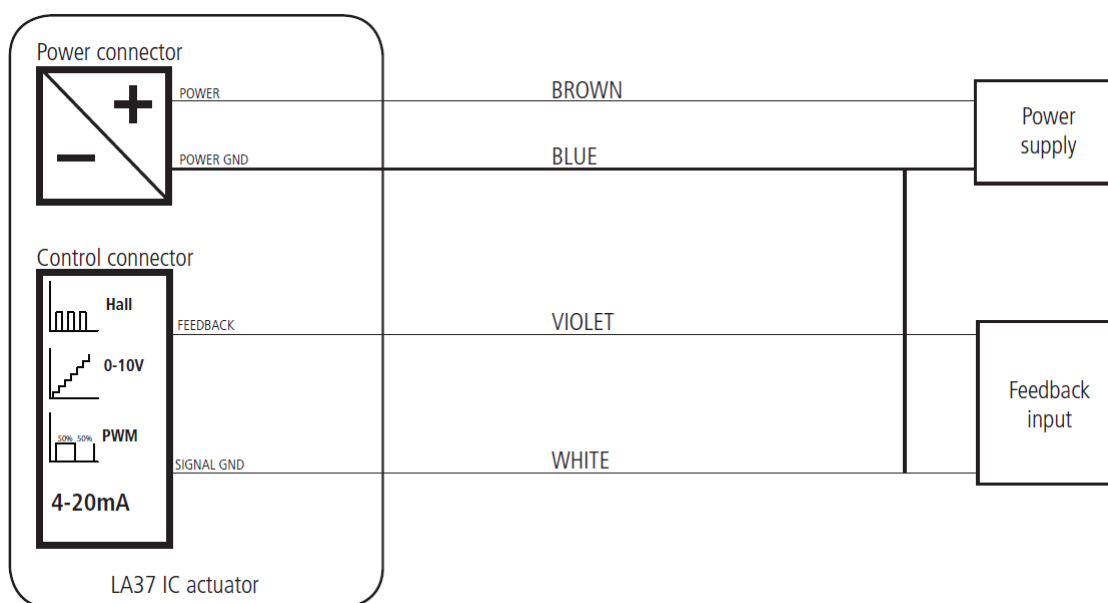 Power connector
+
−
POWER
BROWN
POWER GND
BLUE
Power
supply
Control connector
Hall
FEEDBACK
VIOLET
0-10V
50% 50% PWM
Feedback
input
SIGNAL GND
WHITE
4-20mA
LA37 IC actuator